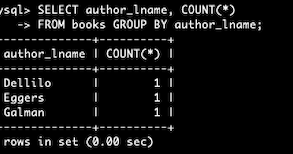 ysql> SELECT author_lname, COUNT(*)
-> FROM books GROUP BY author_lname;
--------------+----------+
author_lname | COUNT(*) |
--------------+----------+
Dellilo | 1 |
Eggers | 1 |
Galman | 1 |
--------------+----------+
rows in set (0.00 sec)